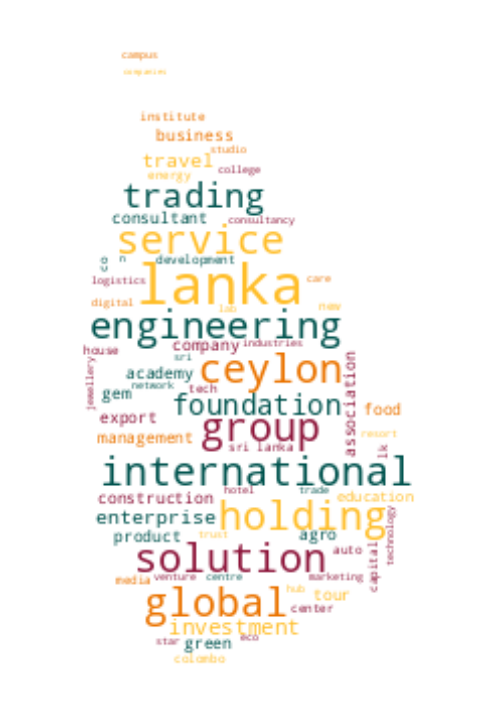 campus
companies
institute
business
studio
travel
college
energy
trading
consultant
consultancy
service
on
development
lanka
logistics
care
digital
lab
new
engineering
company
industries
house
sri
ceylon
jewellery
academy
network
tech
gem
foundation
association
food
export
group
management
resort
sri lanka
lk
international
hotel
trade
construction
education
enterprise
holding
product
trust
agro
technology
solution
auto
capital
media
venture
centre
marketing
global
hub
tour
center
investment
star
green
eco
colombo